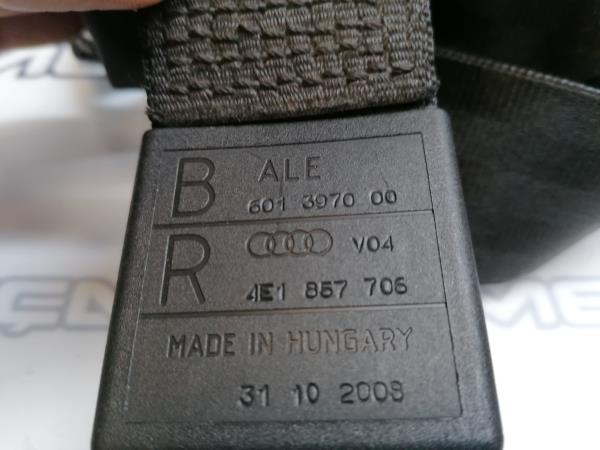 B
ALE
601 3970 00
R
V04
4E1 857 706
MADE IN HUNGARY
31 10 2008